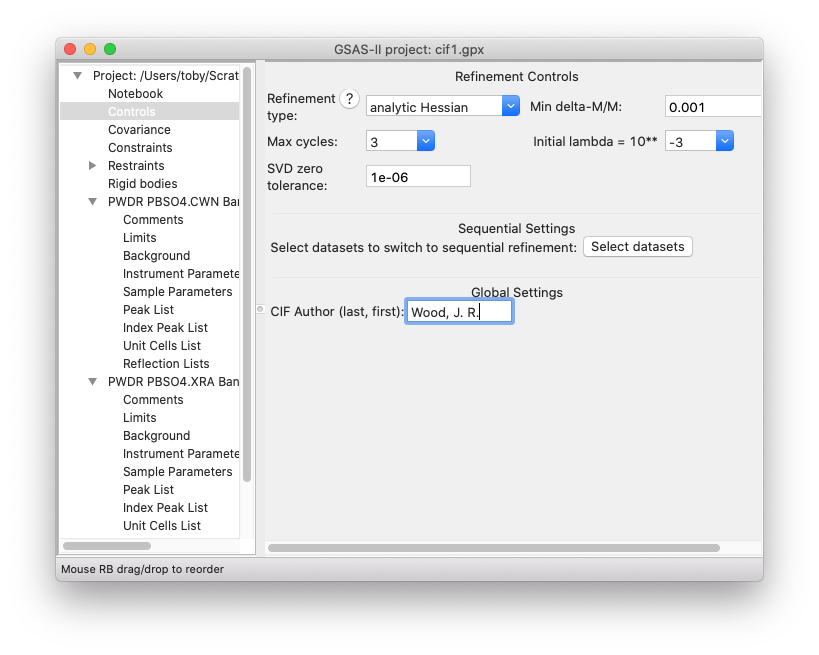 GSAS-II project: cif1.gpx
Project: /Users/toby/Scrat
Notebook
Controls
Covariance
Constraints
Restraints
Rigid bodies
PWDR PBSO4.CWN Bar
Comments
Limits
Background
Instrument Paramete
Sample Parameters
Peak List
Index Peak List
Unit Cells List
Reflection Lists
PWDR PBSO4.XRA Ban
Comments
Limits
Background
Instrument Paramete
Sample Parameters
Peak List
Index Peak List
Unit Cells List
Refinement Controls
Refinement type: ? analytic Hessian Min delta-M/M: 0.001
Max cycles: 3 Initial lambda = 10** -3
SVD zero tolerance: 1e-06
Sequential Settings
Select datasets to switch to sequential refinement: Select datasets
Global Settings
CIF Author (last, first): Wood, J. R.
Mouse RB drag/drop to reorder